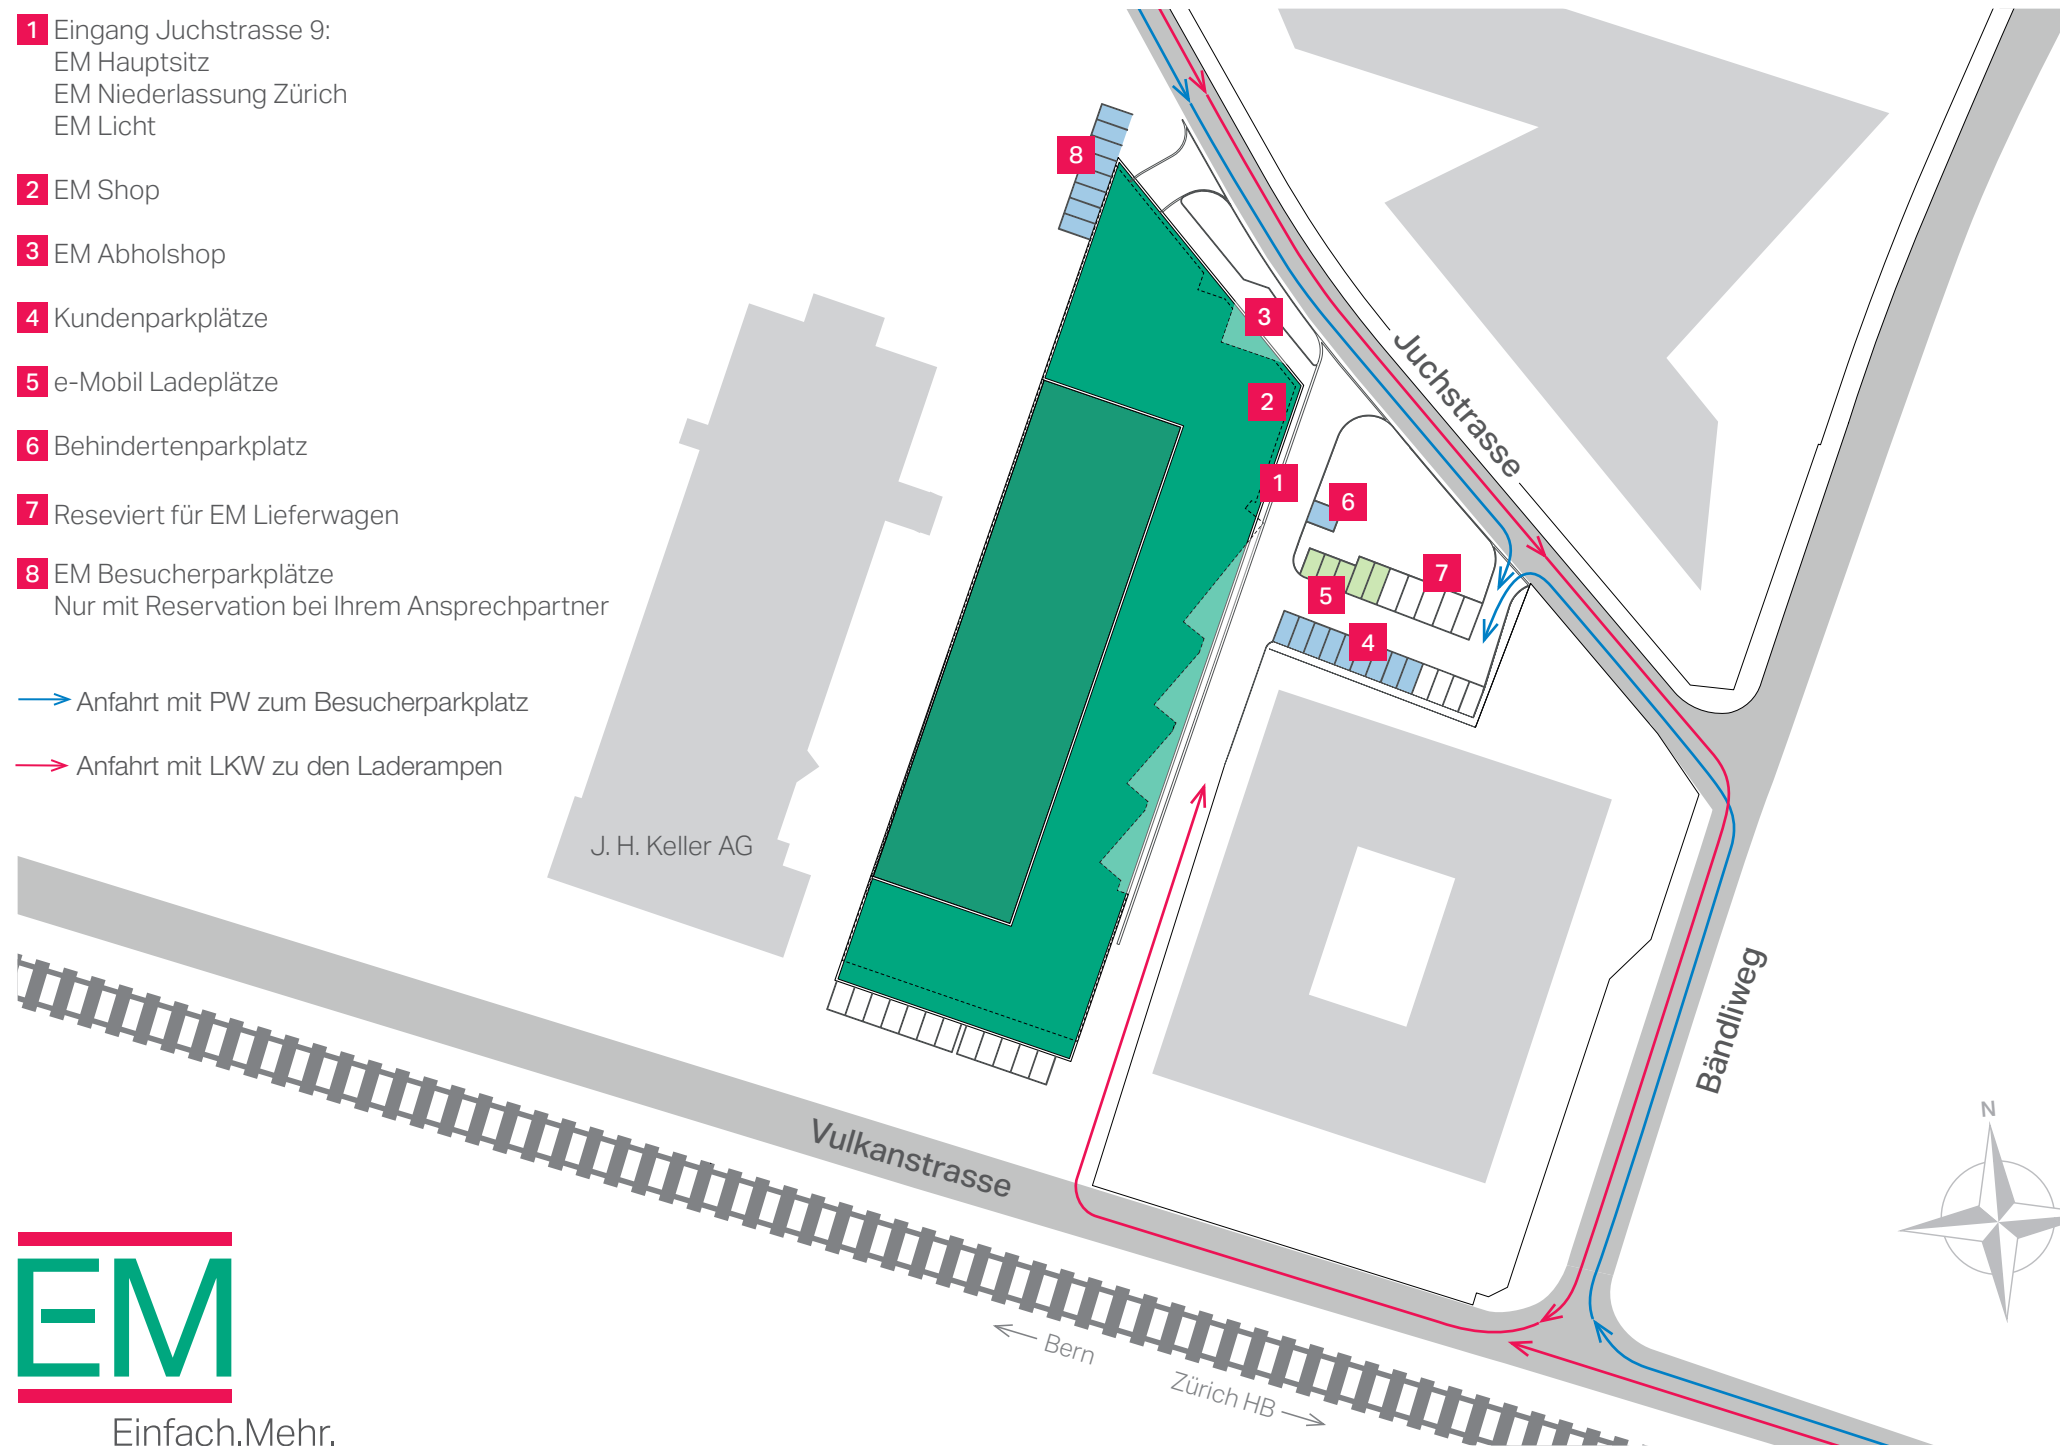 1 Eingang Juchstrasse 9:
EM Hauptsitz
EM Niederlassung Zürich
EM Licht
2 EM Shop
3 EM Abholshop
4 Kundenparkplätze
5 e-Mobil Ladeplätze
6 Behindertenparkplatz
7 Reseviert für EM Lieferwagen
8 EM Besucherparkplätze
Nur mit Reservation bei Ihrem Ansprechpartner
Anfahrt mit PW zum Besucherparkplatz
Anfahrt mit LKW zu den Laderampen
8
3
2
1
6
7
5
4
Juchstrasse
J. H. Keller AG
Bändliweg
Vulkanstrasse
N
Bern
Zürich HB
EM
Einfach.Mehr.